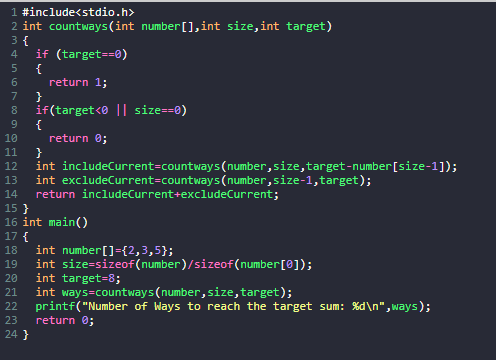 1 #include<stdio.h>
2 int countways(int number[],int size,int target)
3 {
4   if (target==0)
5   {
6     return 1;
7   }
8   if(target<0 || size==0)
9   {
10     return 0;
11   }
12   int includeCurrent=countways(number,size,target-number[size-1]);
13   int excludeCurrent=countways(number,size-1,target);
14   return includeCurrent+excludeCurrent;
15 }
16 int main()
17 {
18   int number[]={2,3,5};
19   int size=sizeof(number)/sizeof(number[0]);
20   int target=8;
21   int ways=countways(number,size,target);
22   printf("Number of Ways to reach the target sum: %d\n",ways);
23   return 0;
24 }